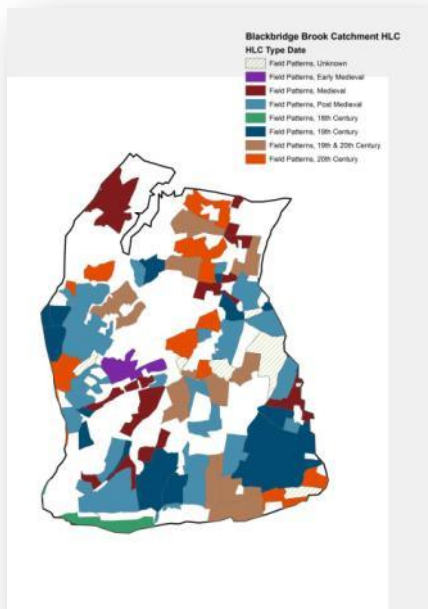 Blackbridge Brook Catchment HLC
HLC Type Date
Field Patterns, Unknown
Field Patterns, Early Medieval
Field Patterns, Medieval
Field Patterns, Post Medieval
Field Patterns, 18th Century
Field Patterns, 19th Century
Field Patterns, 19th & 20th Century
Field Patterns, 20th Century